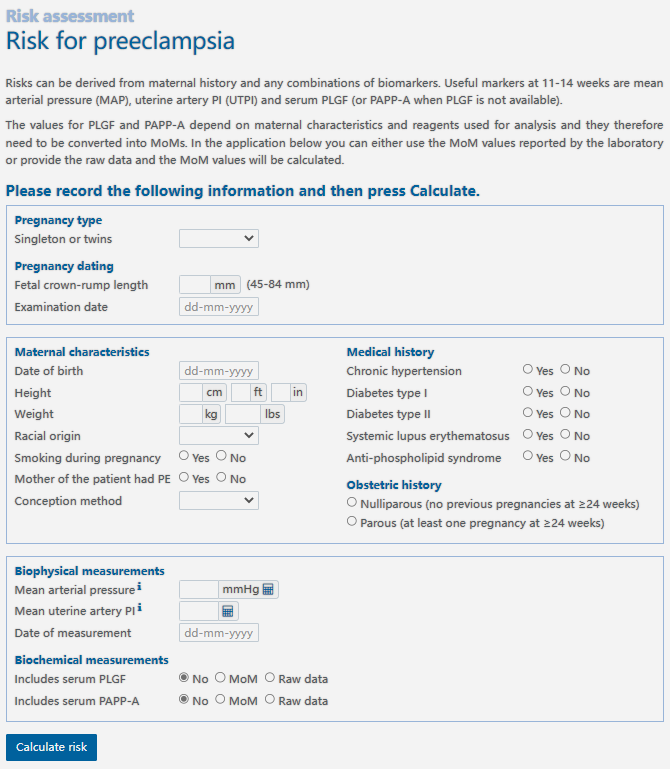 Risk assessment
Risk for preeclampsia
Risks can be derived from maternal history and any combinations of biomarkers. Useful markers at 11-14 weeks are mean
arterial pressure (MAP), uterine artery PI (UTPI) and serum PLGF (or PAPP-A when PLGF is not available).
The values for PLGF and PAPP-A depend on maternal characteristics and reagents used for analysis and they therefore
need to be converted into MoMs. In the application below you can either use the MoM values reported by the laboratory
or provide the raw data and the MoM values will be calculated.
Please record the following information and then press Calculate.
Pregnancy type
Singleton or twins
Pregnancy dating
Fetal crown-rump length mm (45-84 mm)
Examination date dd-mm-yyyy
Maternal characteristics
Date of birth dd-mm-yyyy
Height cm ft in
Weight kg lbs
Racial origin
Smoking during pregnancy Yes No
Mother of the patient had PE Yes No
Conception method
Medical history
Chronic hypertension Yes No
Diabetes type I Yes No
Diabetes type II Yes No
Systemic lupus erythematosus Yes No
Anti-phospholipid syndrome Yes No
Obstetric history
Nulliparous (no previous pregnancies at ≥24 weeks)
Parous (at least one pregnancy at ≥24 weeks)
Biophysical measurements
Mean arterial pressure i mmHg
Mean uterine artery PI i
Date of measurement dd-mm-yyyy
Biochemical measurements
Includes serum PLGF No MoM Raw data
Includes serum PAPP-A No MoM Raw data
Calculate risk